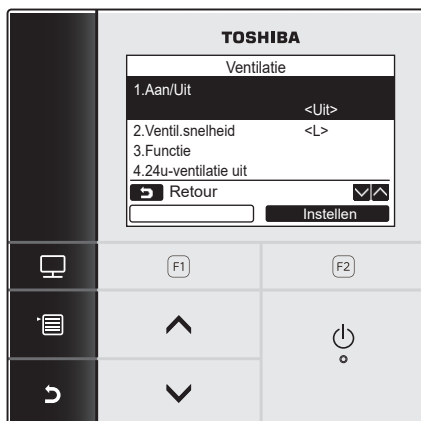 TOSHIBA
Ventilatie
1.Aan/Uit
<Uit>
2.Ventil.snelheid <L>
3.Functie
4.24u-ventilatie uit
Retour
Instellen
F1 F2